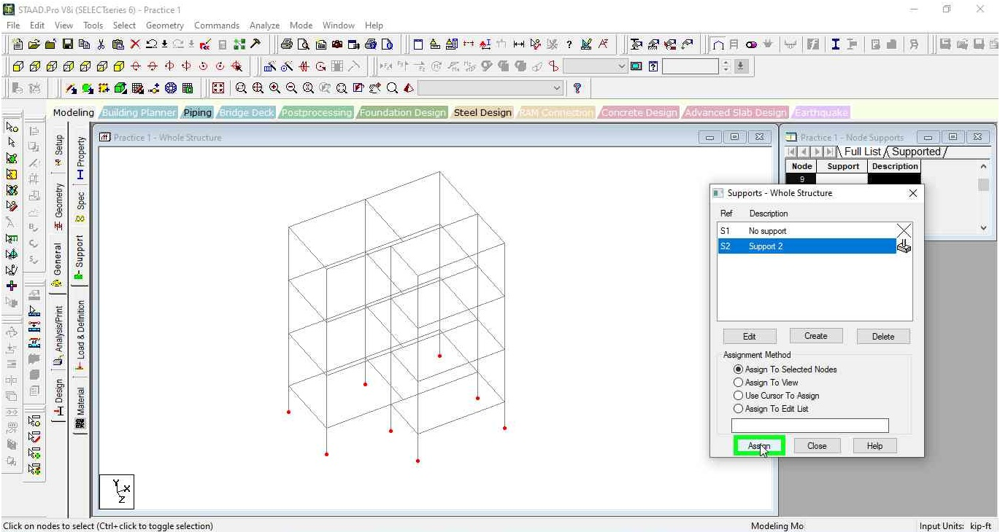 STAAD.Pro V8i (SELECTseries 6) - Practice 1
File Edit View Tools Select Geometry Commands Analyze Mode Window Help
Modeling Building Planner Piping Bridge Deck Postprocessing Foundation Design Steel Design RAM Connection Concrete Design Advanced Slab Design Earthquake
Setup
Geometry
General
Analysis/Print
Design
Property
Spec
Support
Load & Definition
Material
Practice 1 - Whole Structure
Y
X
Z
Practice 1 - Node Supports
Full List Supported
Node Support Description
9
Supports - Whole Structure
Ref Description
S1 No support
S2 Support 2
Edit Create Delete
Assignment Method
Assign To Selected Nodes
Assign To View
Use Cursor To Assign
Assign To Edit List
Assign Close Help
Click on nodes to select (Ctrl+click to toggle selection) Modeling Mo Input Units: kip-ft